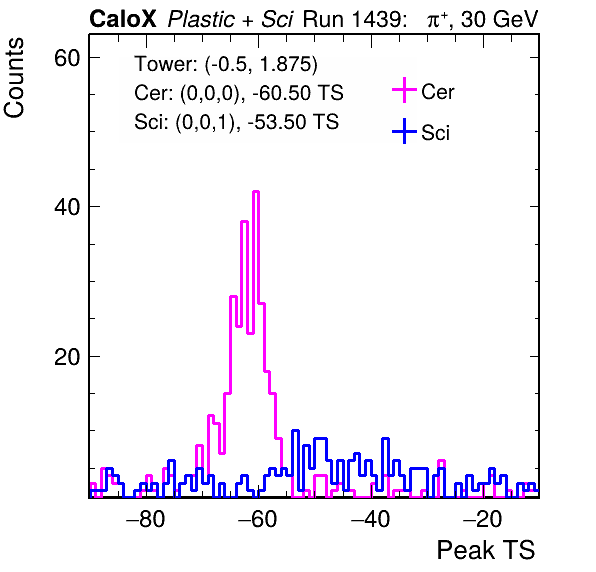 CaloX Plastic + Sci Run 1439: π⁺, 30 GeV
Counts
60
40
20
Tower: (-0.5, 1.875)
Cer: (0,0,0), -60.50 TS
Sci: (0,0,1), -53.50 TS
Cer
Sci
−80 −60 −40 −20
Peak TS